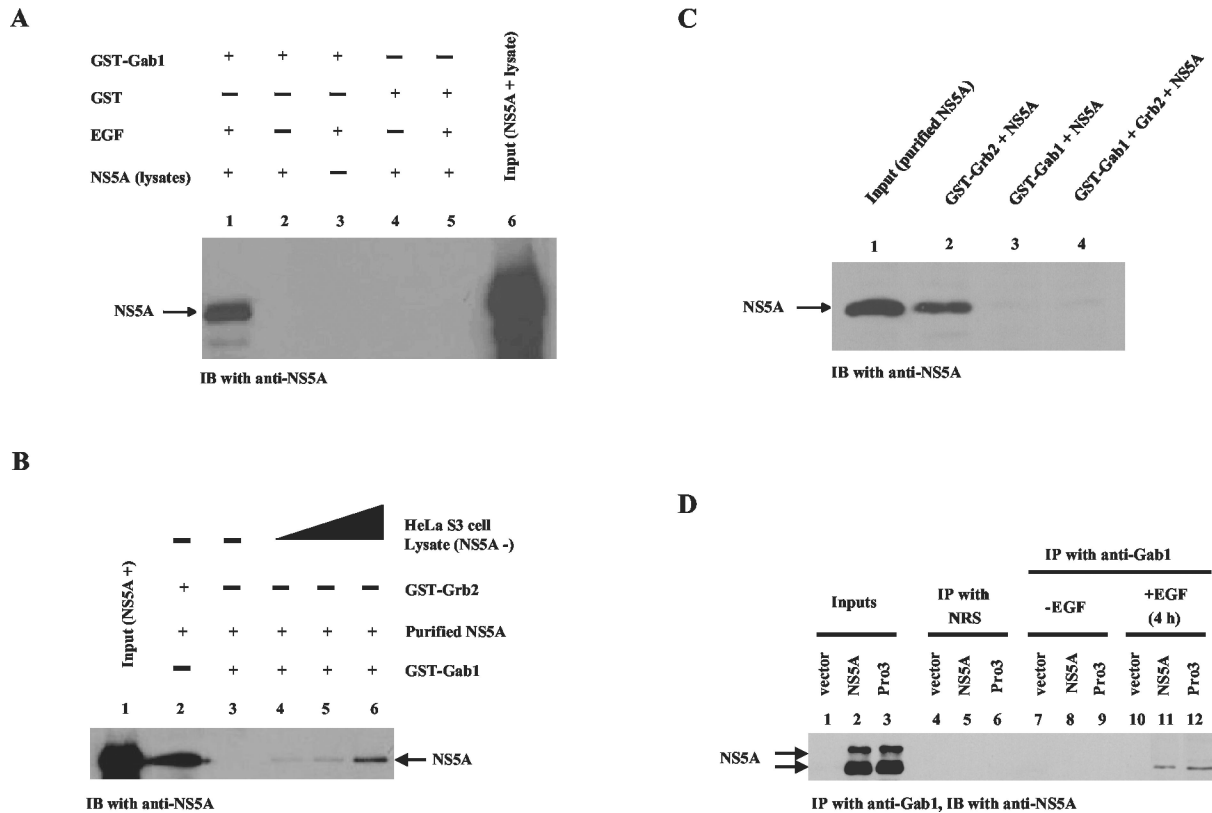 A
GST-Gab1 + + + − −
GST − − − + +
EGF + − + − +
NS5A (lysates) + + − + +
Input (NS5A + lysate)
1 2 3 4 5 6
NS5A
IB with anti-NS5A
B
HeLa S3 cell
Lysate (NS5A -)
− −
GST-Grb2
+ − − − −
Purified NS5A
+ + + + +
GST-Gab1
− + + + +
Input (NS5A +)
1 2 3 4 5 6
NS5A
IB with anti-NS5A
C
Input (purified NS5A)
GST-Grb2 + NS5A
GST-Gab1 + NS5A
GST-Gab1 + Grb2 + NS5A
1 2 3 4
NS5A
IB with anti-NS5A
D
IP with anti-Gab1
Inputs
IP with
NRS
-EGF
+EGF
(4 h)
vector NS5A Pro3 vector NS5A Pro3 vector NS5A Pro3 vector NS5A Pro3
1 2 3 4 5 6 7 8 9 10 11 12
NS5A
IP with anti-Gab1, IB with anti-NS5A